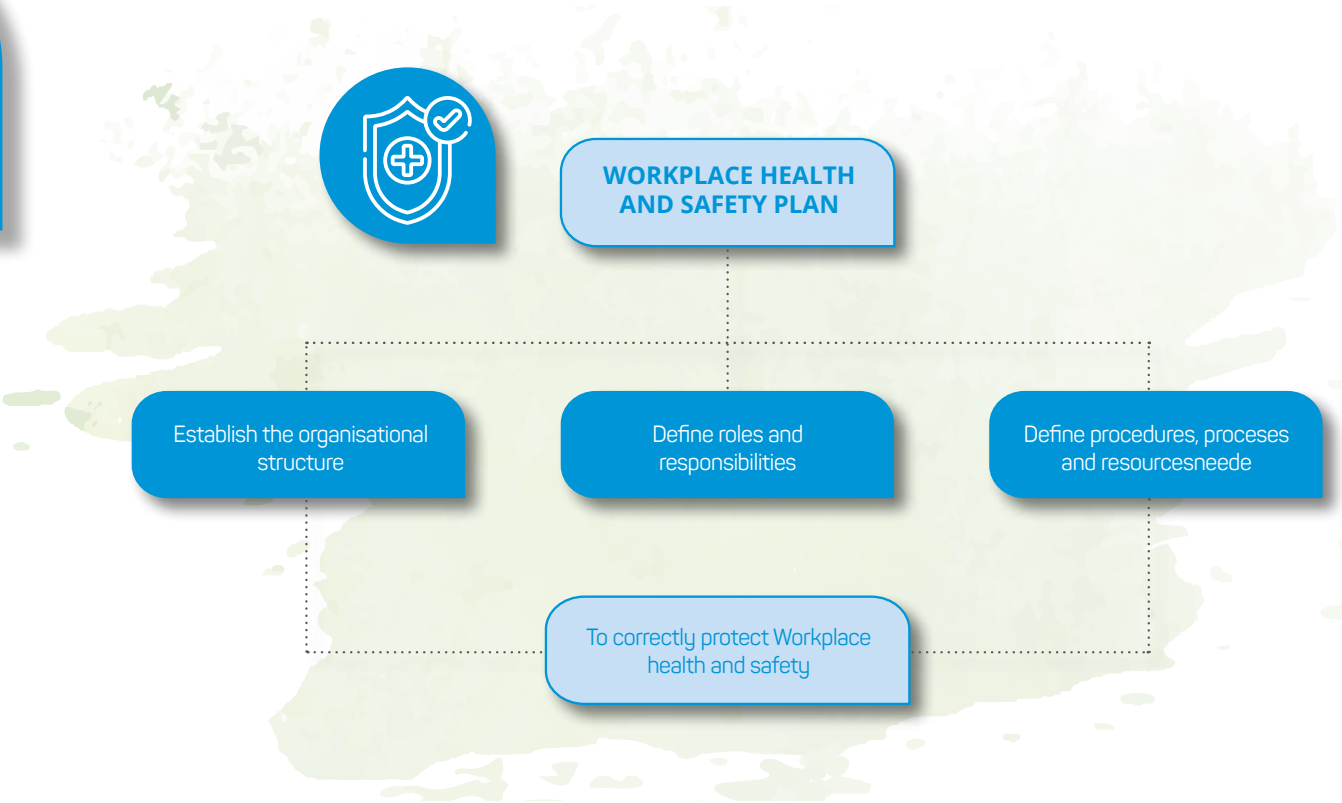 WORKPLACE HEALTH
AND SAFETY PLAN
Establish the organisational
structure
Define roles and
responsibilities
Define procedures, proceses
and resourcesneede
To correctly protect Workplace
health and safety